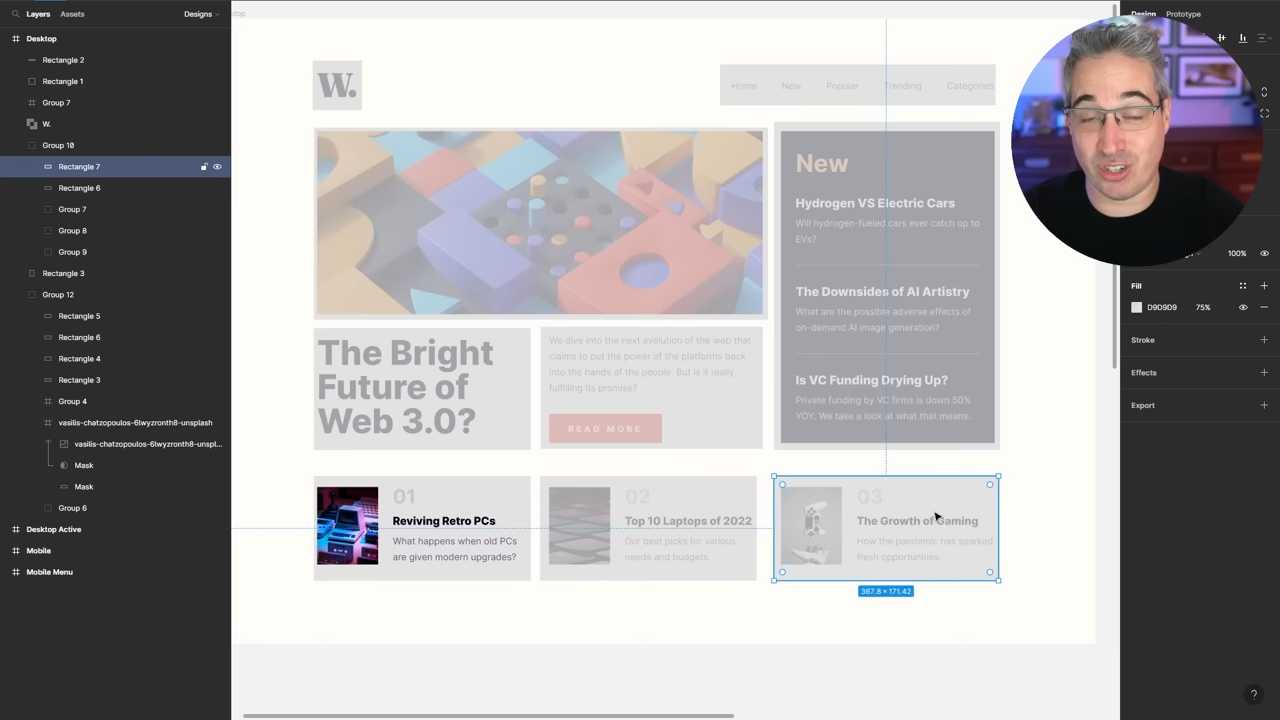 Layers
Assets
Designs
Desktop
Rectangle 2
Rectangle 1
Group 7
W.
Group 10
Rectangle 7
Rectangle 6
Group 7
Group 8
Group 9
Rectangle 3
Group 12
Rectangle 5
Rectangle 6
Rectangle 4
Rectangle 3
Group 4
vasilis-chatzopoulos-6lwyzronth8-unsplash
vasilis-chatzopoulos-6lwyzronth8-unspl...
Mask
Mask
Group 6
Desktop Active
Mobile
Mobile Menu
W.
Home New Popular Trending Categories
The Bright
Future of
Web 3.0?
We dive into the next evolution of the web that
claims to put the power of the platforms back
into the hands of the people. But is it really
fulfilling its promise?
READ MORE
New
Hydrogen VS Electric Cars
Will hydrogen-fueled cars ever catch up to
EVs?
The Downsides of AI Artistry
What are the possible adverse effects of
on-demand AI image generation?
Is VC Funding Drying Up?
Private funding by VC firms is down 50%
YOY. We take a look at what that means.
01
Reviving Retro PCs
What happens when old PCs
are given modern upgrades?
02
Top 10 Laptops of 2022
Our best picks for various
needs and budgets.
03
The Growth of Gaming
How the pandemic has sparked
fresh opportunities.
367.8 × 171.42
Design
Prototype
100%
Fill
D9D9D9 75%
Stroke
Effects
Export
?